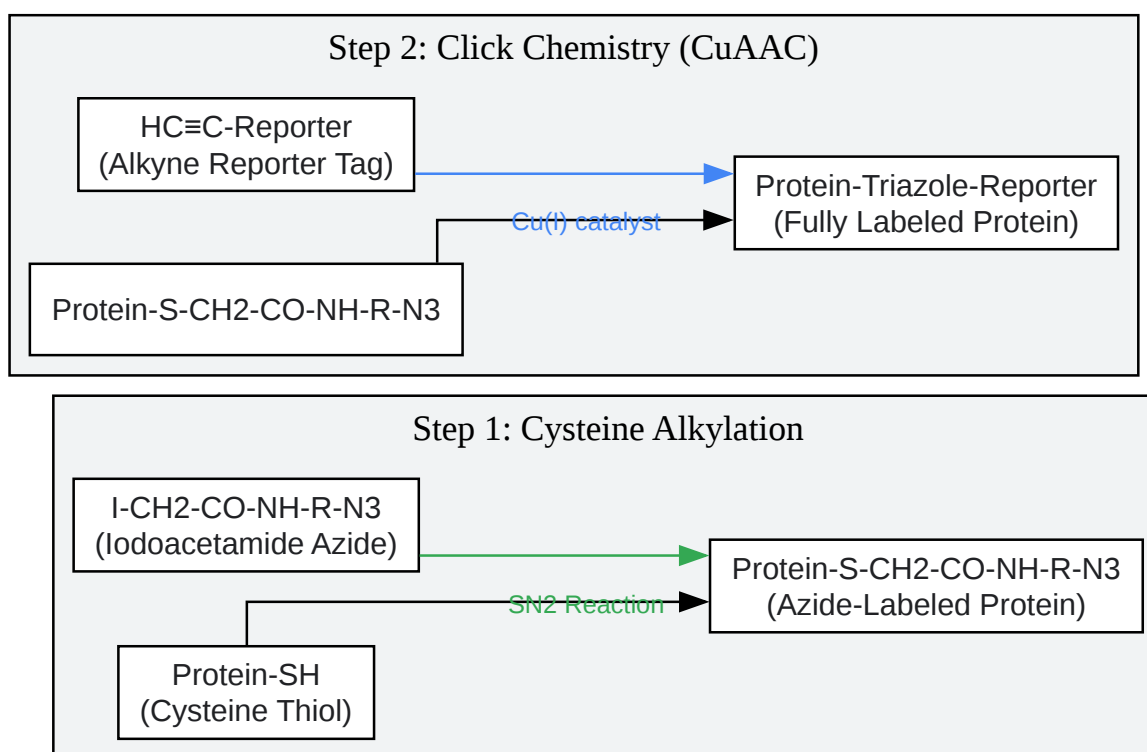 Step 2: Click Chemistry (CuAAC)
HC≡C-Reporter
(Alkyne Reporter Tag)
Protein-Triazole-Reporter
(Fully Labeled Protein)
Cu(I) catalyst
Protein-S-CH2-CO-NH-R-N3
Step 1: Cysteine Alkylation
I-CH2-CO-NH-R-N3
(Iodoacetamide Azide)
Protein-S-CH2-CO-NH-R-N3
(Azide-Labeled Protein)
SN2 Reaction
Protein-SH
(Cysteine Thiol)